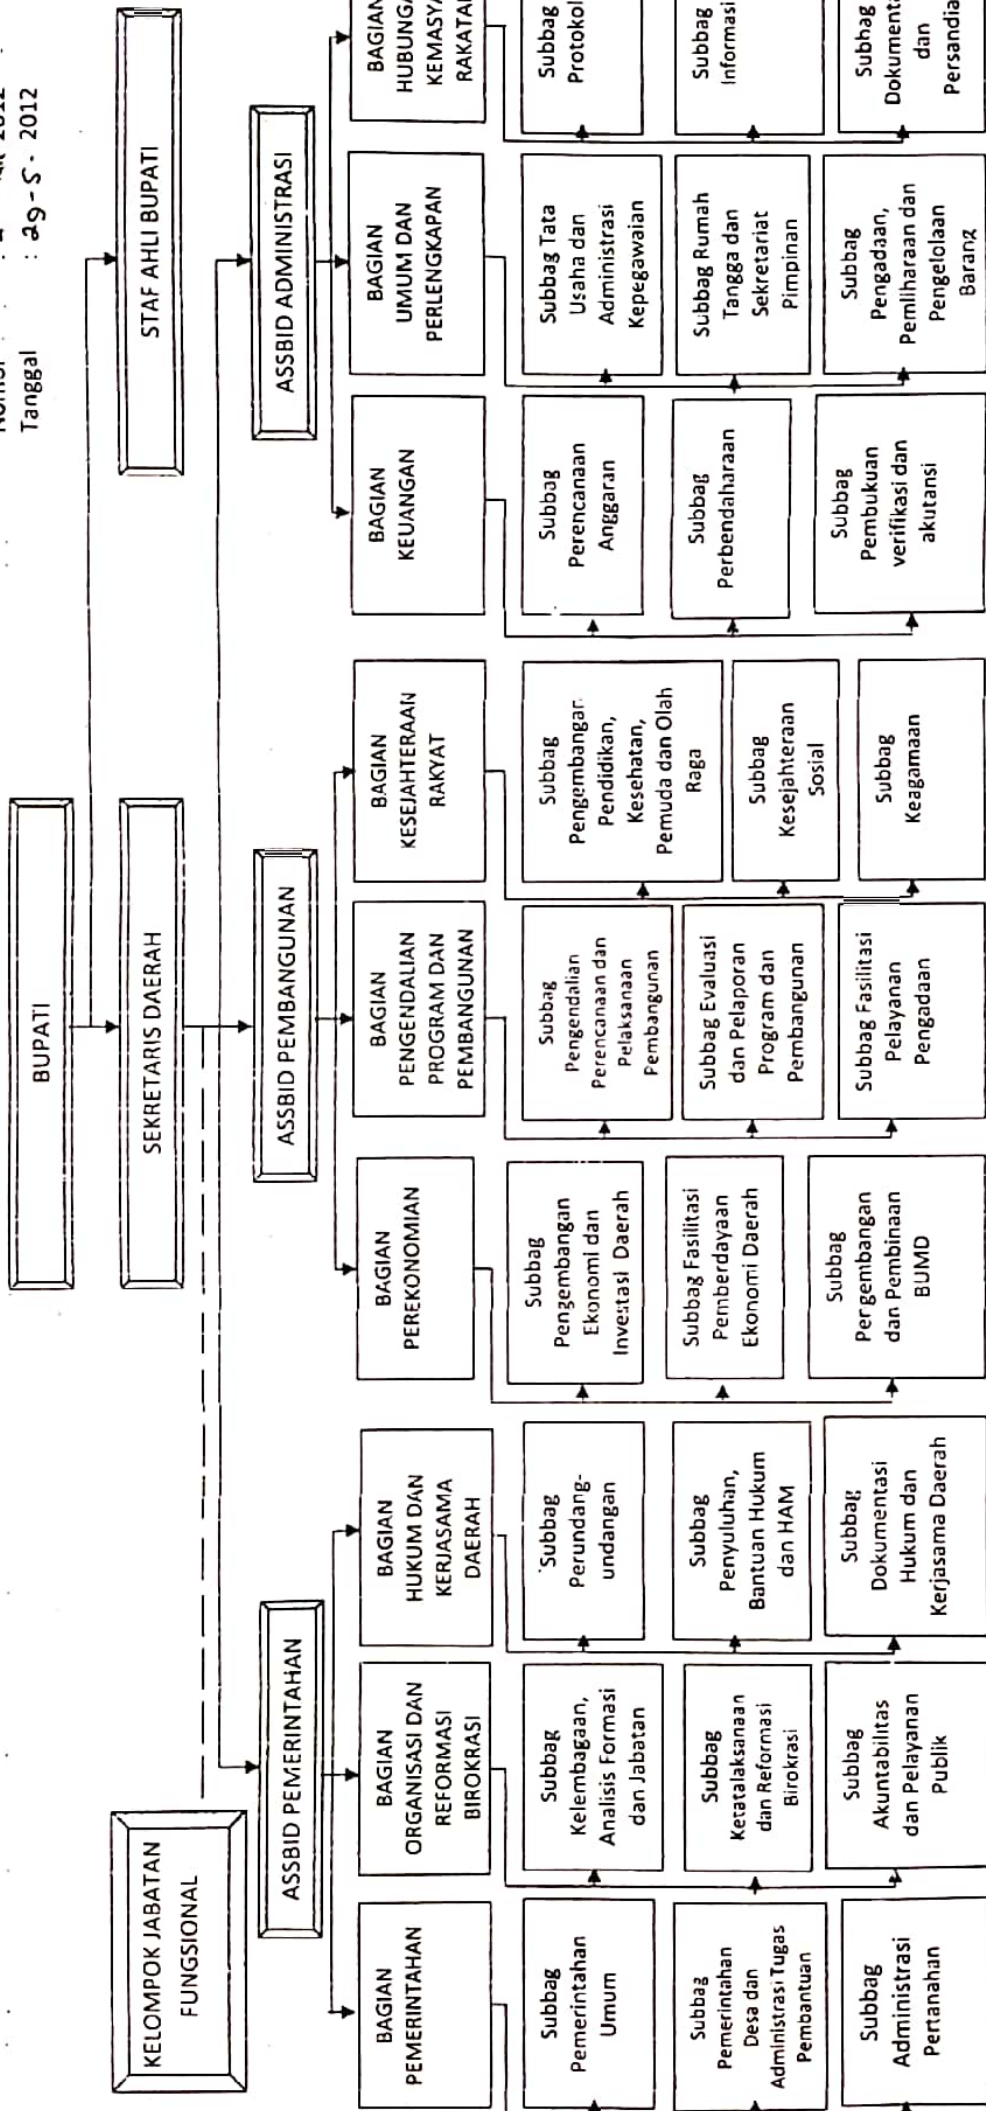 Tanggal : 29-5-2012
BUPATI
STAF AHLI BUPATI
SEKRETARIS DAERAH
KELOMPOK JABATAN
FUNGSIONAL
ASSBID PEMERINTAHAN
ASSBID PEMBANGUNAN
ASSBID ADMINISTRASI
BAGIAN
PEMERINTAHAN
BAGIAN
ORGANISASI DAN
REFORMASI
BIROKRASI
BAGIAN
HUKUM DAN
KERJASAMA
DAERAH
BAGIAN
PEREKONOMIAN
BAGIAN
PENGENDALIAN
PROGRAM DAN
PEMBANGUNAN
BAGIAN
KESEJAHTERAAN
RAKYAT
BAGIAN
KEUANGAN
BAGIAN
UMUM DAN
PERLENGKAPAN
BAGIAN
HUBUNGA
KEMASYA
RAKATA
Subbag
Pemerintahan
Umum
Subbag
Kelembagaan,
Analisis Formasi
dan Jabatan
Subbag
Perundang-
undangan
Subbag
Pengembangan
Ekonomi dan
Investasi Daerah
Subbag
Pengendalian
Perencanaan dan
Pelaksanaan
Pembangunan
Subbag
Pengembangar
Pendidikan,
Kesehatan,
Pemuda dan Olah
Raga
Subbag
Perencanaan
Anggaran
Subbag Tata
Usaha dan
Administrasi
Kepegawaian
Subbag
Protokol
Subbag
Pemerintahan
Desa dan
Administrasi Tugas
Pembantuan
Subbag
Ketatalaksanaan
dan Reformasi
Birokrsi
Subbag
Penyuluhan,
Bantuan Hukum
dan HAM
Subbag Fasilitasi
Pemberdayaan
Ekonomi Daerah
Subbag Evaluasi
dan Pelaporan
Program dan
Pembangunan
Subbag
Kesejahteraan
Sosial
Subbag
Perbendaharaan
Subbag Rumah
Tangga dan
Sekretariat
Pimpinan
Subbag
Informasi
Subbag
Administrasi
Pertanahan
Subbag
Akuntabilitas
dan Pelayanan
Publik
Subbag
Dokumentasi
Hukum dan
Kerjasama Daerah
Subbag
Pergembangan
dan Pembinaan
BUMD
Subbag Fasilitasi
Pelayanan
Pengadaan
Subbag
Keagamaan
Subbag
Pembukuan
verifikasi dan
akutansi
Subbag
Pengadaan,
Pemliharaan dan
Pengelolaan
Barang
Subbag
Dokumenta
dan
Persandia